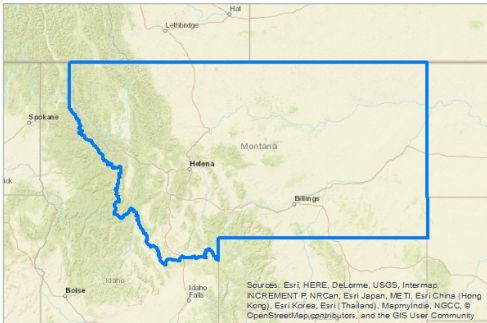 Hat
Lethbridge
Spokane
Montana
Helena
ick
Billings
Idaho
Idaho
Falls
Boise
Sources: Esri, HERE, DeLorme, USGS, Intermap,
INCREMENT P, NRCan, Esri Japan, METI, Esri China (Hong
Kong), Esri Korea, Esri (Thailand), MapmyIndia, NGCC, ©
OpenStreetMap contributors, and the GIS User Community